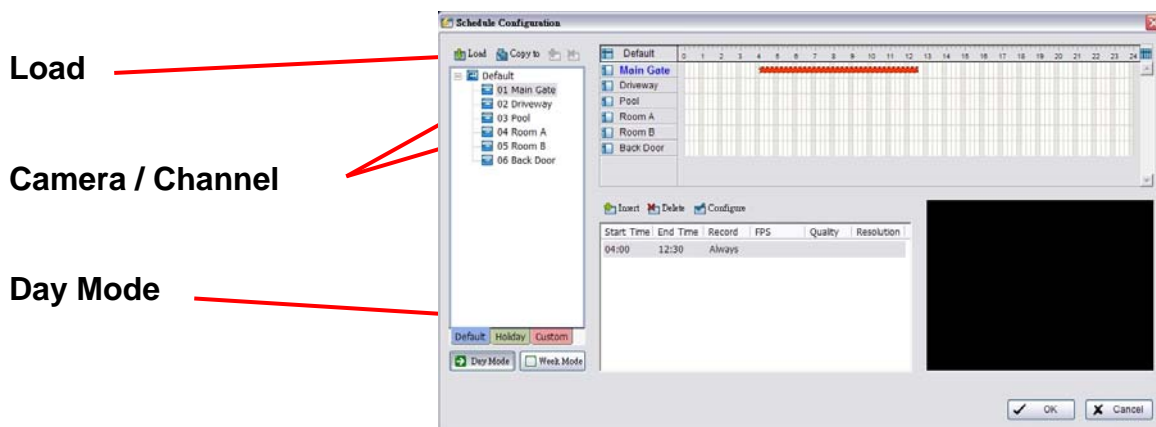 Load
Camera / Channel
Day Mode
Schedule Configuration
Load Copy to
Default
01 Main Gate
02 Driveway
03 Pool
04 Room A
05 Room B
06 Back Door
Default Holiday Custom
Day Mode Week Mode
Default 0 1 2 3 4 5 6 7 8 9 10 11 12 13 14 15 16 17 18 19 20 21 22 23 24
Main Gate
Driveway
Pool
Room A
Room B
Back Door
Insert Delete Configure
Start Time End Time Record FPS Quality Resolution
04:00 12:30 Always
OK Cancel